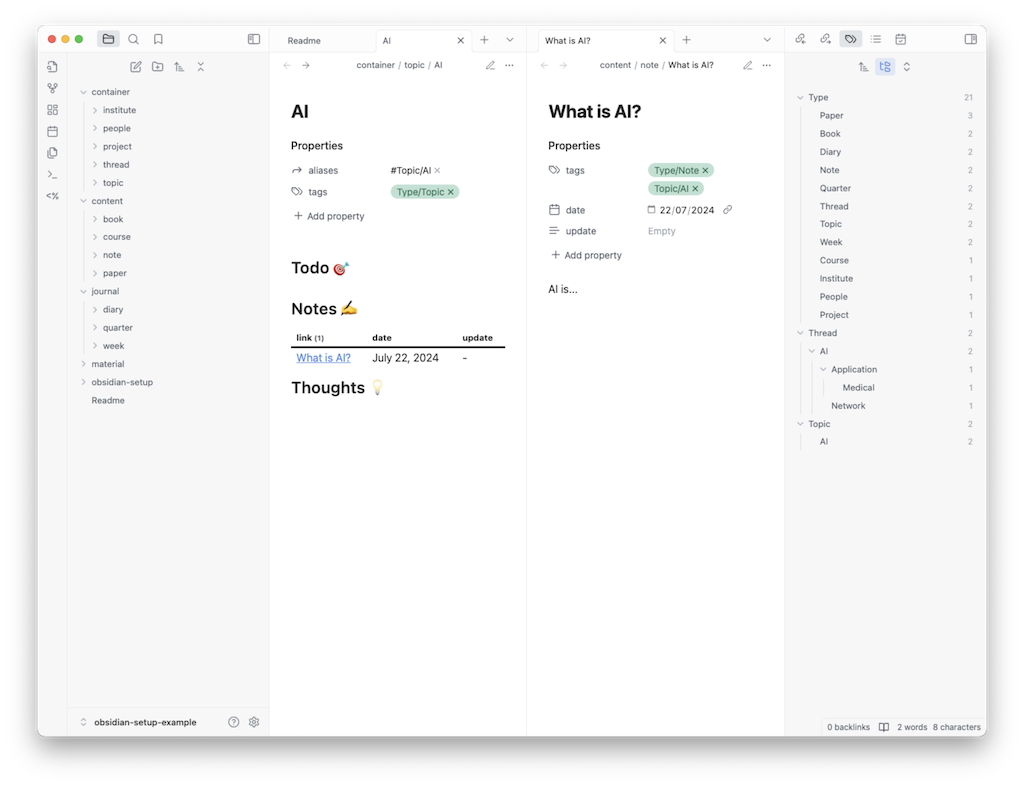 Readme
AI
What is AI?
container
institute
people
project
thread
topic
content
book
course
note
paper
journal
diary
quarter
week
material
obsidian-setup
Readme
obsidian-setup-example
container / topic / AI
AI
Properties
aliases #Topic/AI
tags Type/Topic
Add property
Todo 🎯
Notes ✍️
link (1) date update
What is AI? July 22, 2024 -
Thoughts 💡
content / note / What is AI?
What is AI?
Properties
tags Type/Note
Topic/AI
date 22/07/2024
update Empty
Add property
AI is...
Type 21
Paper 3
Book 2
Diary 2
Note 2
Quarter 2
Thread 2
Topic 2
Week 2
Course 1
Institute 1
People 1
Project 1
Thread 2
AI 2
Application 1
Medical 1
Network 1
Topic 2
AI 2
0 backlinks 2 words 8 characters